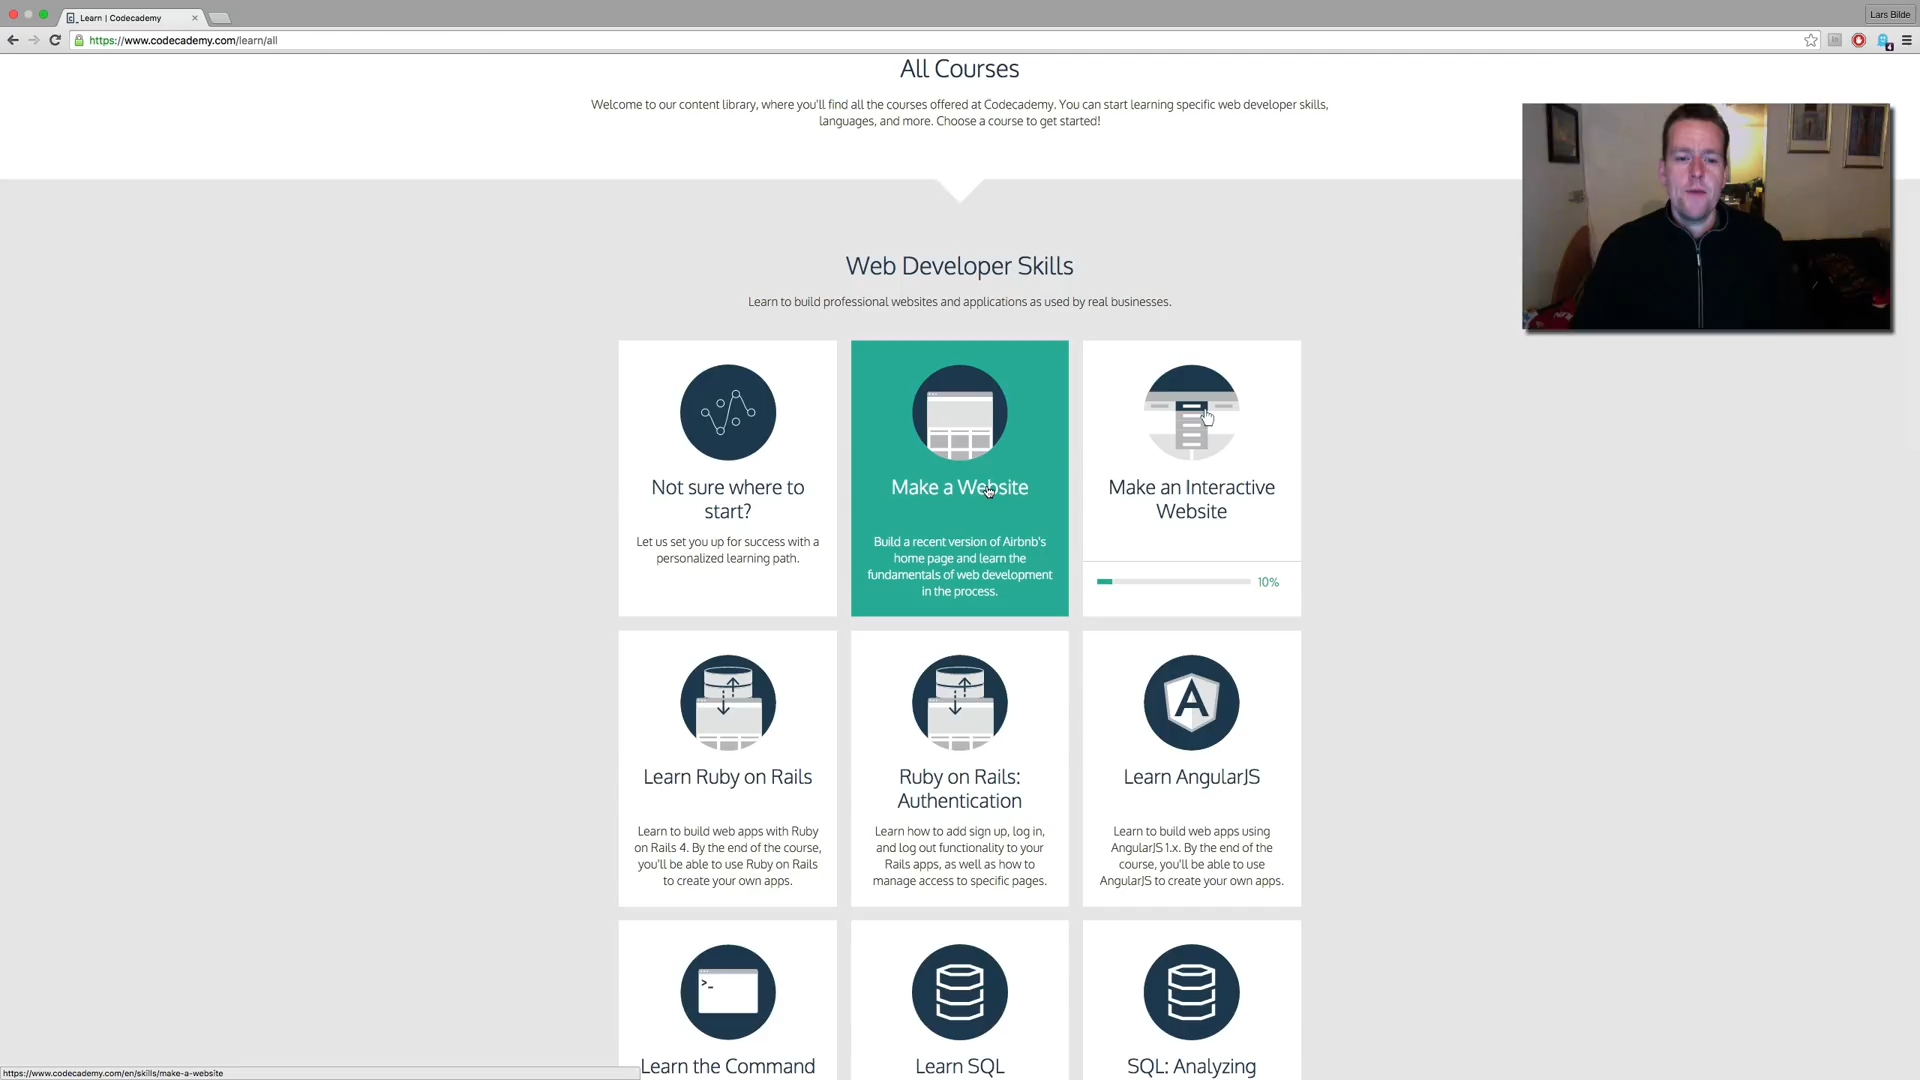 Learn | Codecademy
Lars Bilde
https://www.codecademy.com/learn/all
All Courses
Welcome to our content library, where you'll find all the courses offered at Codecademy. You can start learning specific web developer skills,
languages, and more. Choose a course to get started!
Web Developer Skills
Learn to build professional websites and applications as used by real businesses.
Not sure where to
start?
Let us set you up for success with a
personalized learning path.
Make a Website
Build a recent version of Airbnb's
home page and learn the
fundamentals of web development
in the process.
Make an Interactive
Website
10%
Learn Ruby on Rails
Learn to build web apps with Ruby
on Rails 4. By the end of the course,
you'll be able to use Ruby on Rails
to create your own apps.
Ruby on Rails:
Authentication
Learn how to add sign up, log in,
and log out functionality to your
Rails apps, as well as how to
manage access to specific pages.
A
Learn AngularJS
Learn to build web apps using
AngularJS 1.x. By the end of the
course, you'll be able to use
AngularJS to create your own apps.
>_
Learn the Command
Learn SQL
SQL: Analyzing
https://www.codecademy.com/en/skills/make-a-website